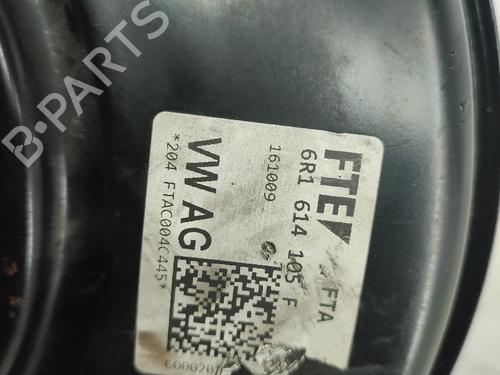 FTE
FTA
6R1 614 105 F
161009
VW AG
*204 FTAC004C445*
B-PARTS